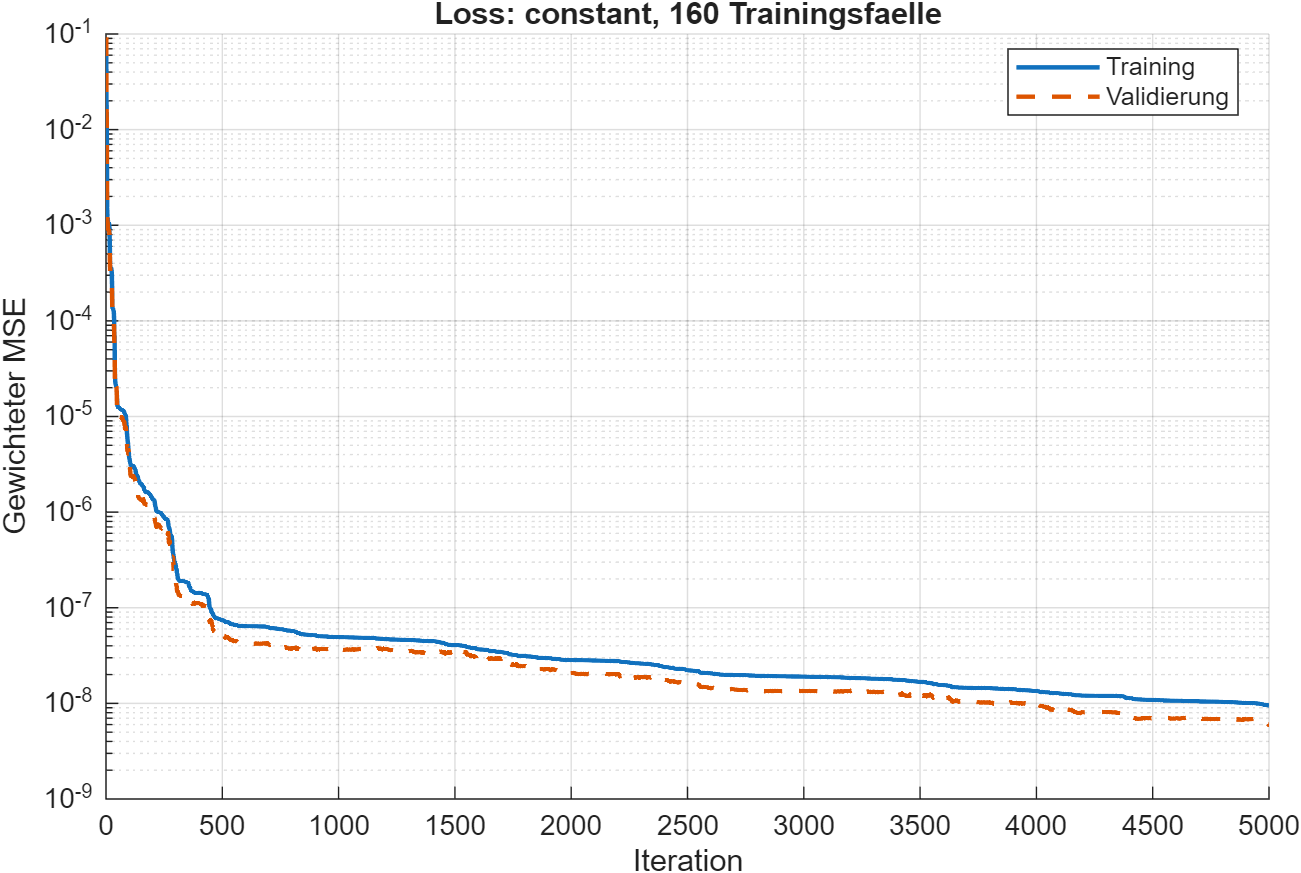 Loss: constant, 160 Trainingsfaelle
Training
Validierung
10^-1
10^-2
10^-3
10^-4
10^-5
10^-6
10^-7
10^-8
10^-9
Gewichteter MSE
0 500 1000 1500 2000 2500 3000 3500 4000 4500 5000
Iteration